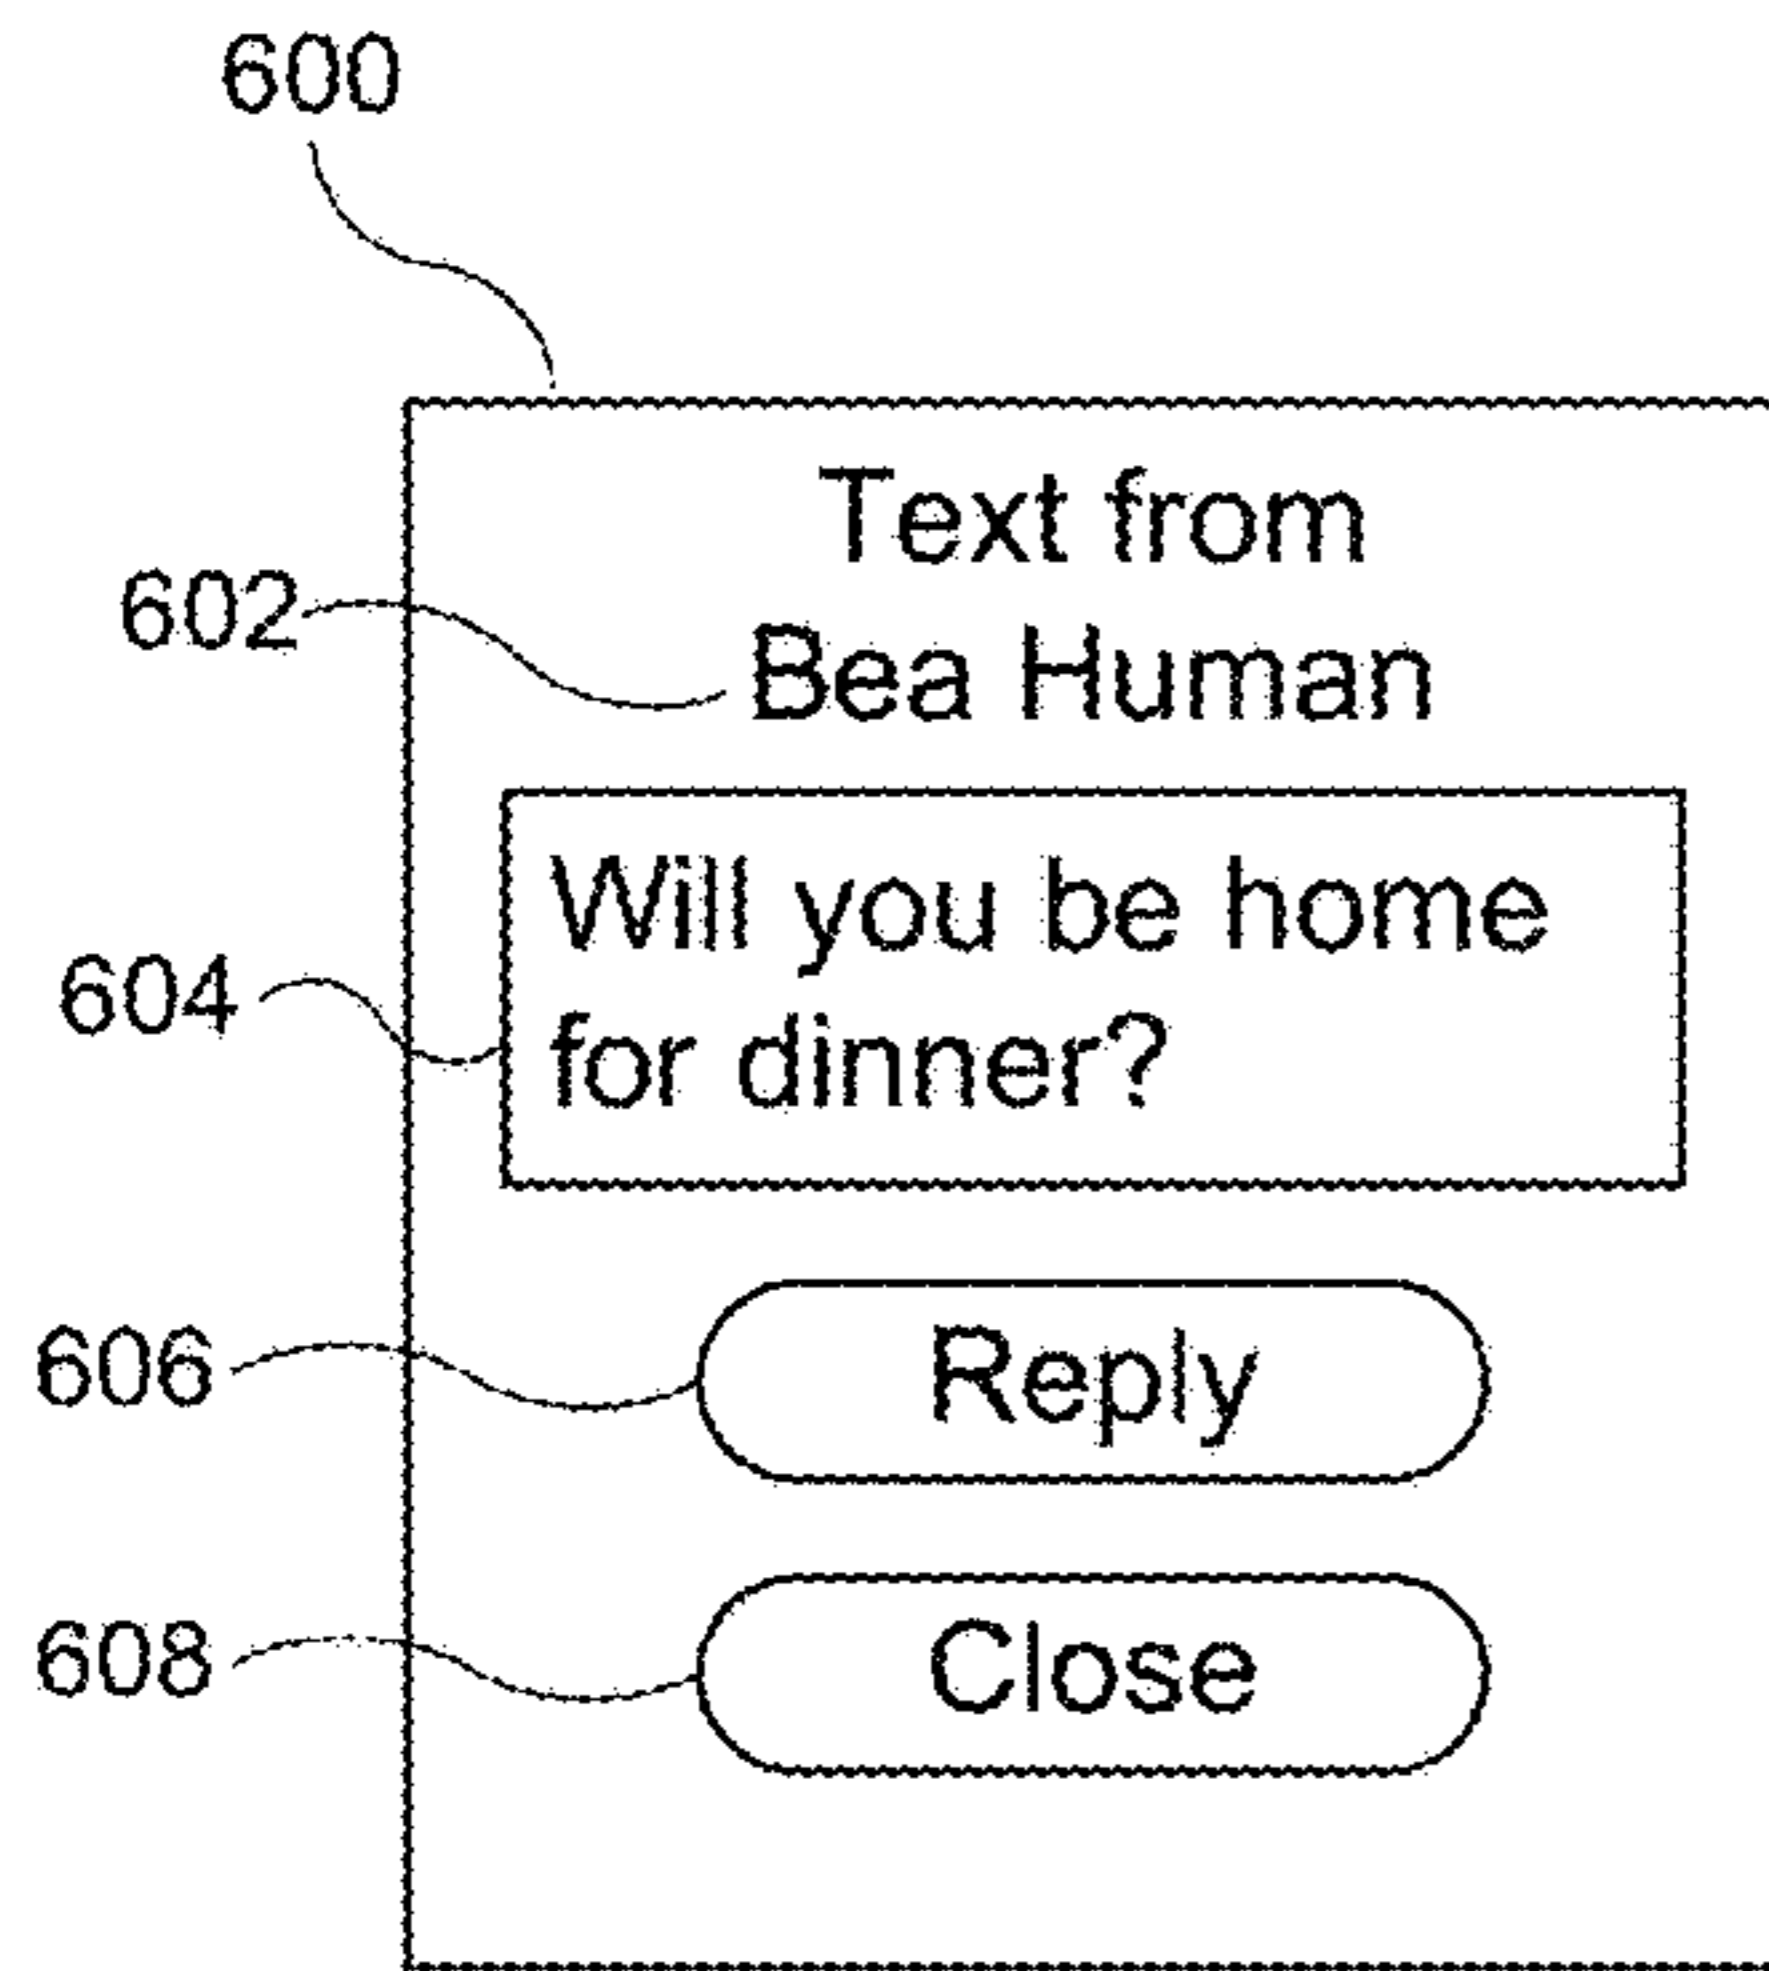 600
Text from
602
Bea Human
Will you be home
604
for dinner?
606
Reply
608
Close